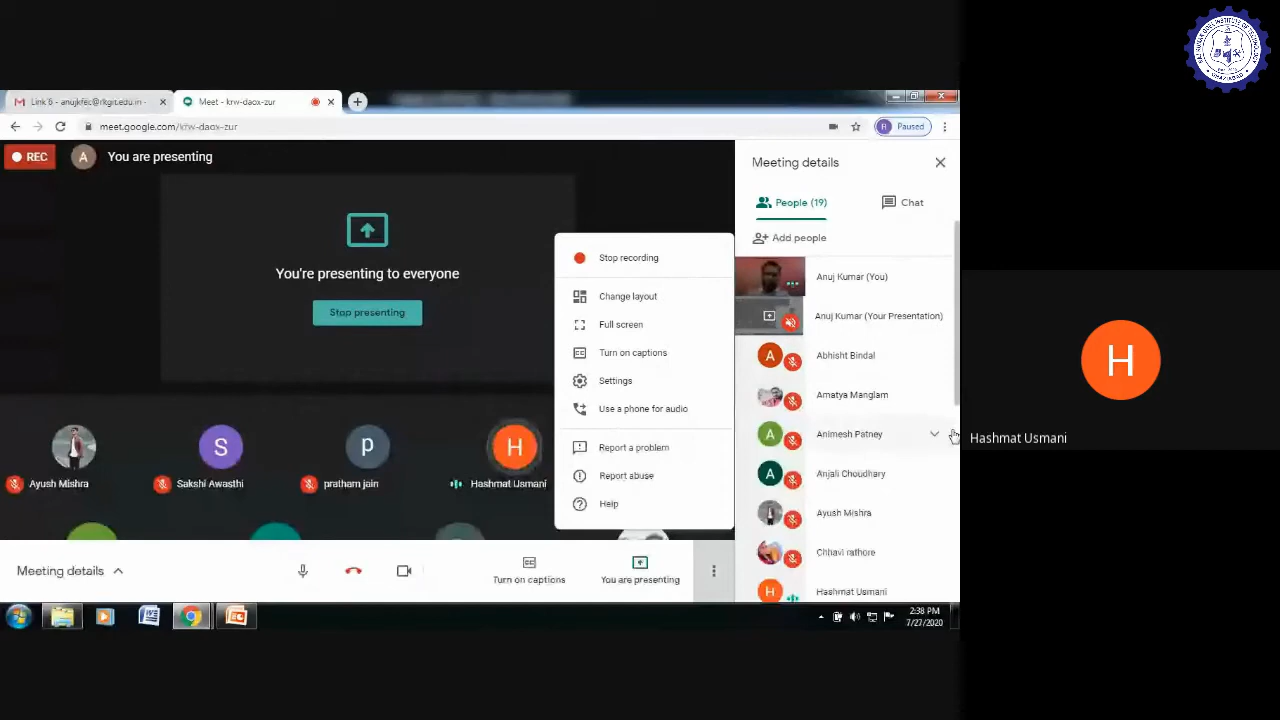 Link 6 - anujkfec@rkgit.edu.in -
Meet - krw-daox-zur
meet.google.com/krw-daox-zur
Paused
REC
A
You are presenting
Meeting details
People (19)
Chat
Add people
You're presenting to everyone
Stop presenting
Stop recording
Change layout
Full screen
Turn on captions
Settings
Use a phone for audio
Report a problem
Report abuse
Help
Anuj Kumar (You)
Anuj Kumar (Your Presentation)
A
Abhisht Bindal
Amatya Manglam
A
Animesh Patney
A
Anjali Choudhary
Ayush Mishra
Chhavi rathore
H
Hashmat Usmani
Ayush Mishra
S
Sakshi Awasthi
p
pratham jain
H
Hashmat Usmani
Meeting details
Turn on captions
You are presenting
2:38 PM
7/27/2020
H
Hashmat Usmani